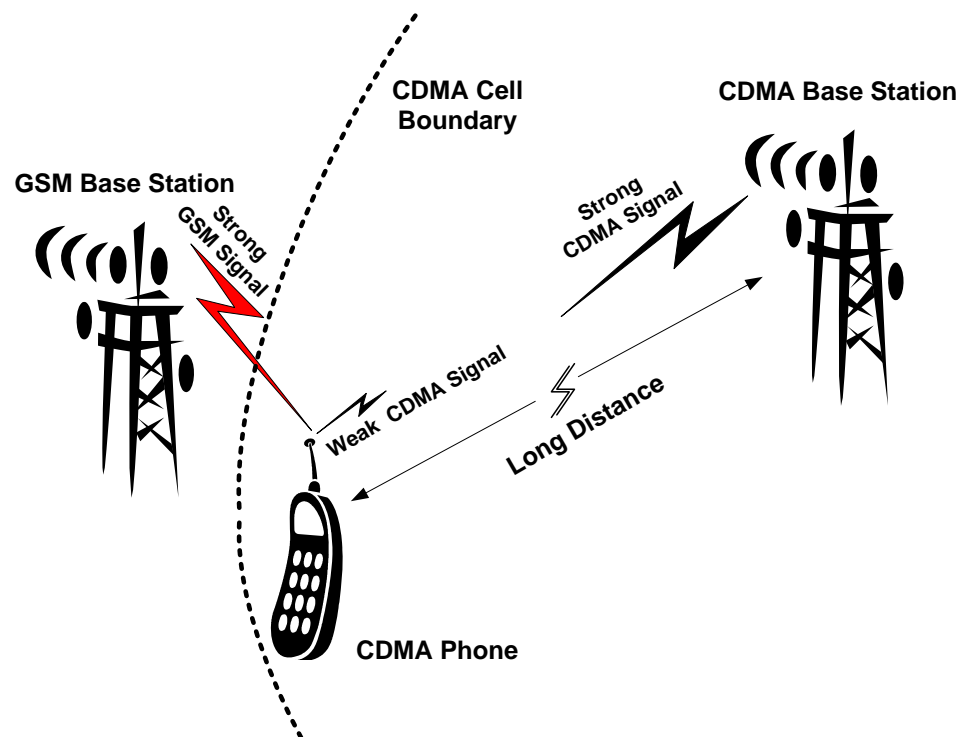 CDMA Cell
Boundary
CDMA Base Station
GSM Base Station
Strong
GSM Signal
Strong
CDMA Signal
Weak CDMA Signal
Long Distance
CDMA Phone